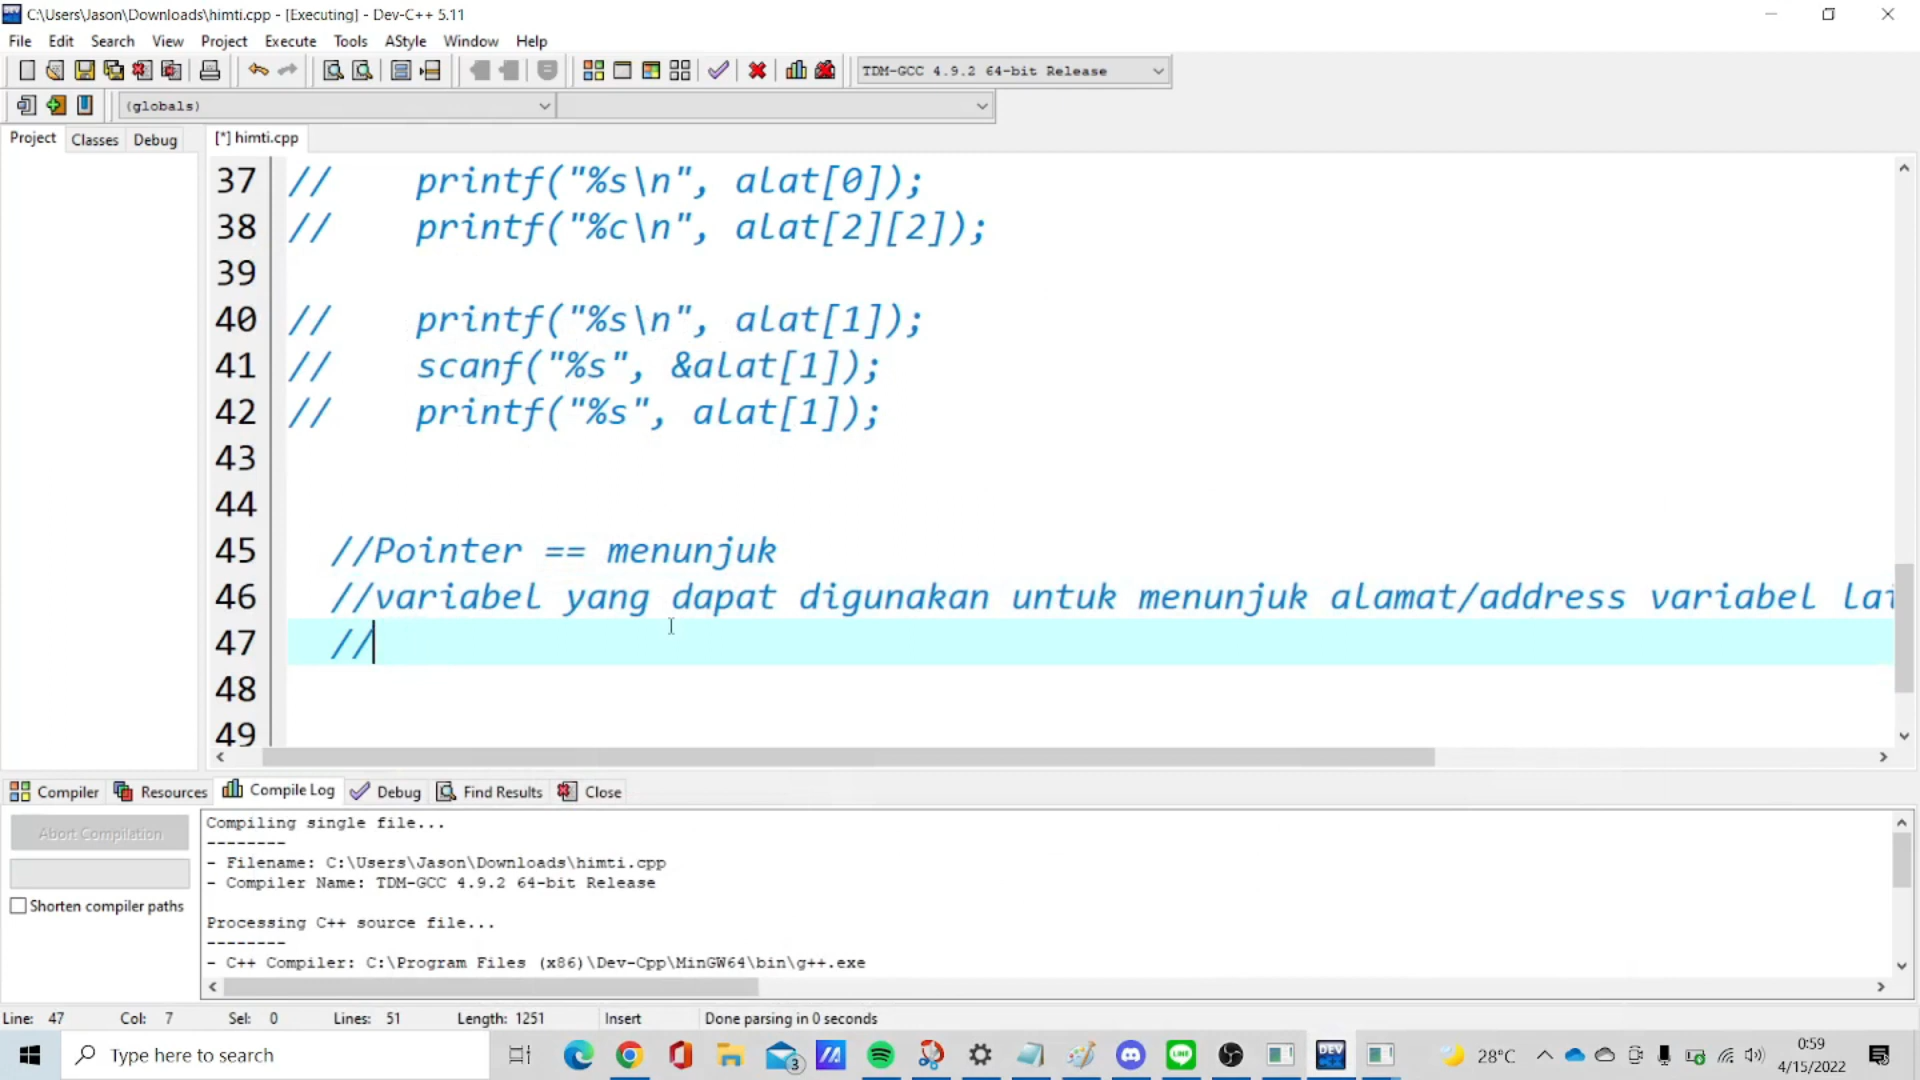 C:\Users\Jason\Downloads\himti.cpp - [Executing] - Dev-C++ 5.11
File Edit Search View Project Execute Tools AStyle Window Help
TDM-GCC 4.9.2 64-bit Release
(globals)
Project Classes Debug [*] himti.cpp
37 //    printf("%s\n", alat[0]);
38 //    printf("%c\n", alat[2][2]);
39
40 //    printf("%s\n", alat[1]);
41 //    scanf("%s", &alat[1]);
42 //    printf("%s", alat[1]);
43
44
45 //Pointer == menunjuk
46 //variabel yang dapat digunakan untuk menunjuk alamat/address variabel lai
47 //
48
49
Compiler Resources Compile Log Debug Find Results Close
Abort Compilation
Shorten compiler paths
Compiling single file...
--------
- Filename: C:\Users\Jason\Downloads\himti.cpp
- Compiler Name: TDM-GCC 4.9.2 64-bit Release
Processing C++ source file...
--------
- C++ Compiler: C:\Program Files (x86)\Dev-Cpp\MinGW64\bin\g++.exe
Line: 47 Col: 7 Sel: 0 Lines: 51 Length: 1251 Insert Done parsing in 0 seconds
Type here to search
3
DEV
28°C
0:59
4/15/2022